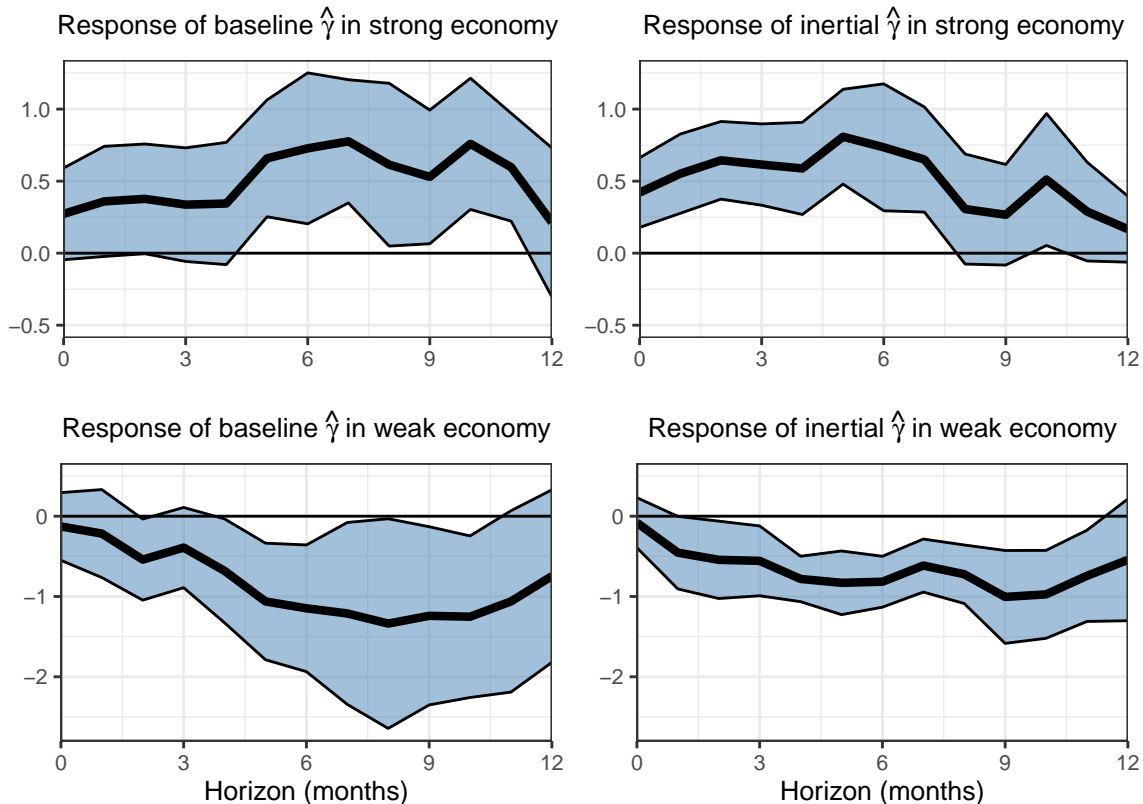 Response of baseline γ̂ in strong economy
Response of inertial γ̂ in strong economy
1.0
0.5
0.0
−0.5
0 3 6 9 12
1.0
0.5
0.0
−0.5
0 3 6 9 12
Response of baseline γ̂ in weak economy
Response of inertial γ̂ in weak economy
0
−1
−2
0 3 6 9 12
Horizon (months)
0
−1
−2
0 3 6 9 12
Horizon (months)